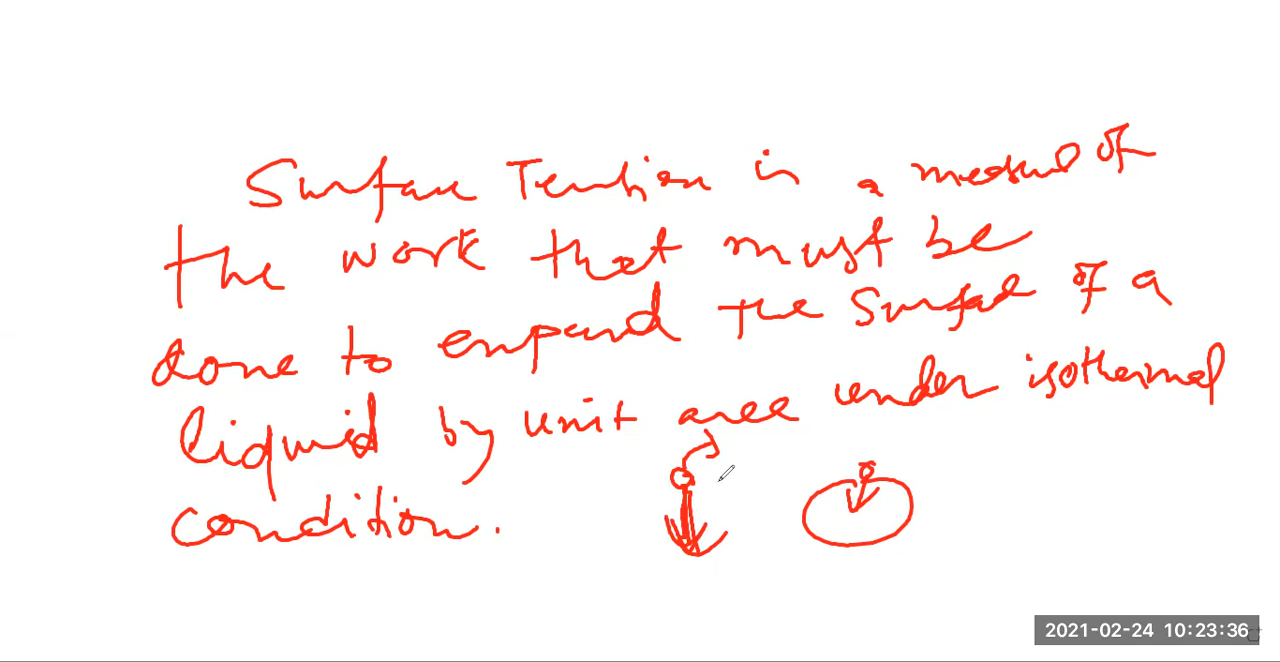 Surface Tension is a measure of
the work that must be
done to expand the surface of a
liquid by unit area under isothermal
condition.
2021-02-24 10:23:36